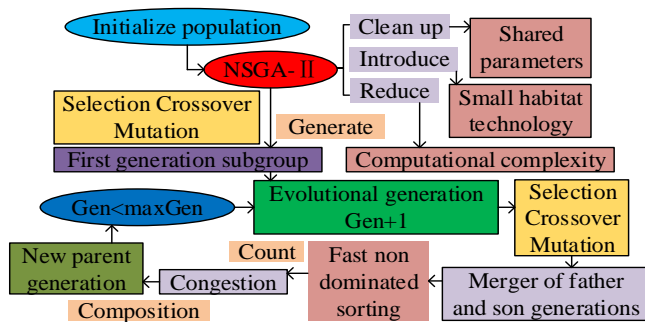 Initialize population
Clean up
Shared
parameters
NSGA-Ⅱ
Introduce
Reduce
Small habitat
technology
Selection Crossover
Mutation
Generate
First generation subgroup
Computational complexity
Gen<maxGen
Evolutional generation
Gen+1
Selection
Crossover
Mutation
New parent
generation
Count
Congestion
Composition
Fast non
dominated
sorting
Merger of father
and son generations